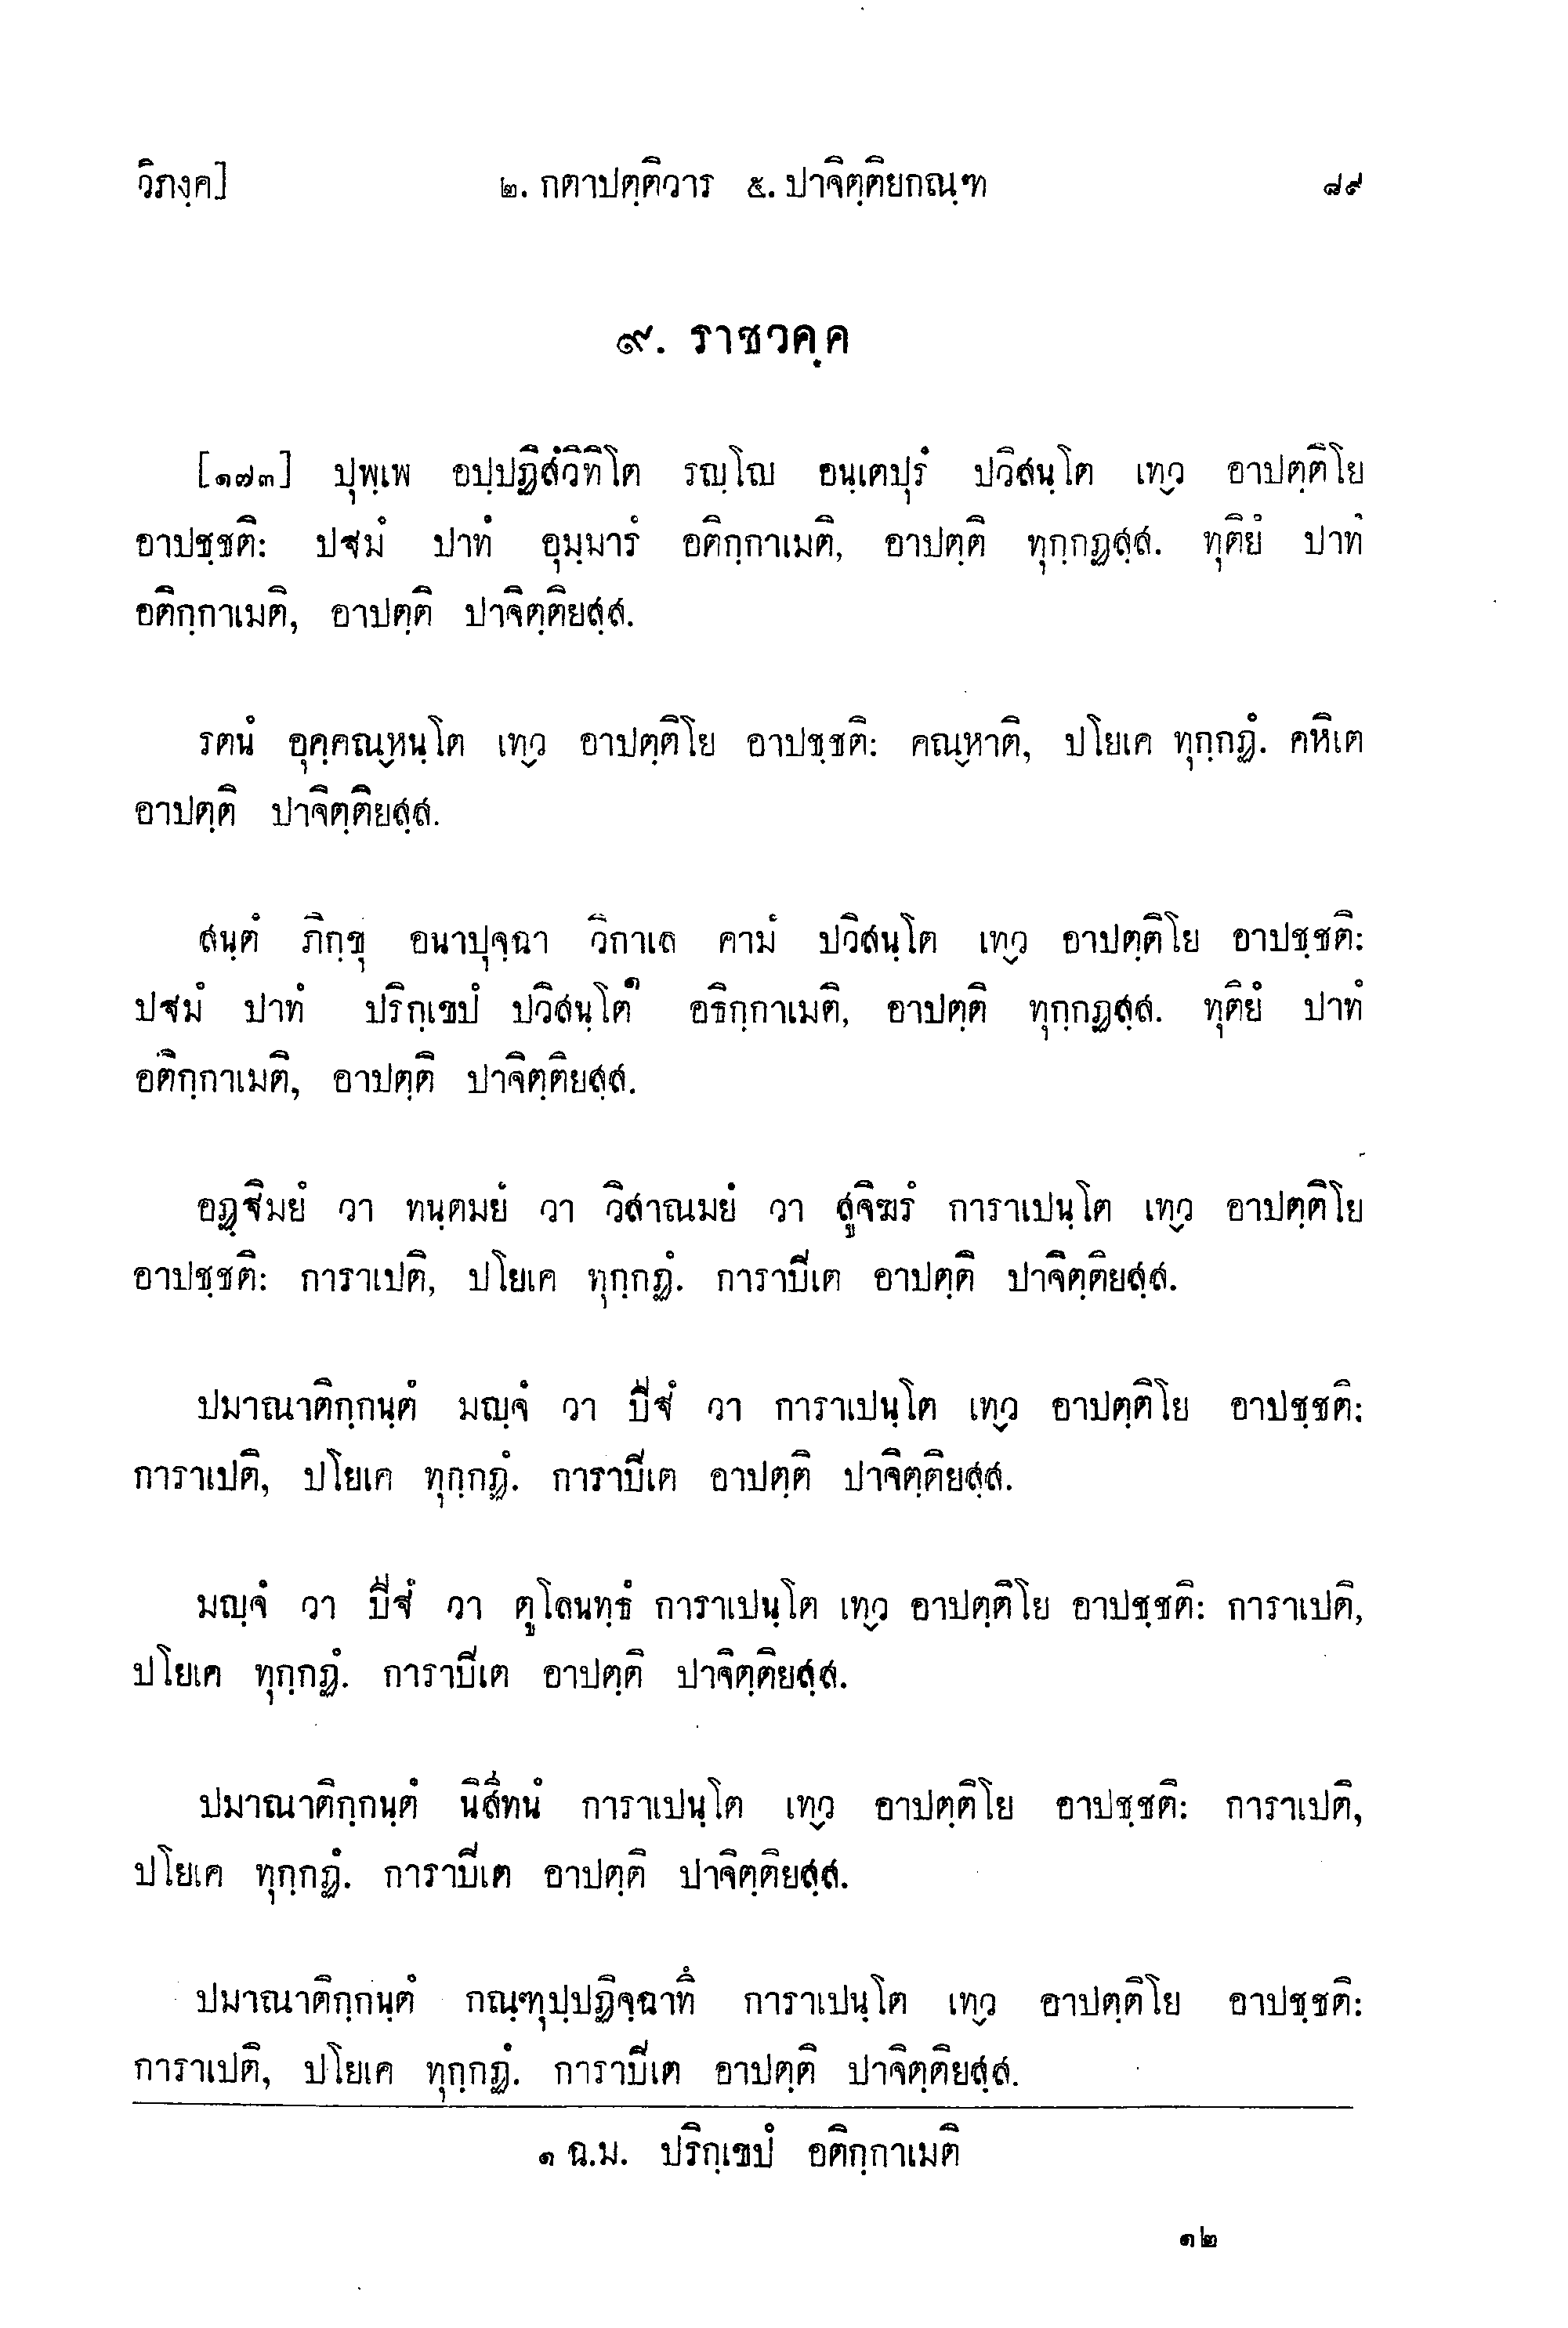 วิภงฺค] ๒. กตาปตฺติวาร ๕. ปาจิตฺติยกณฺฑ ๘๙
๙. ราชวคฺค
[๑๗๓] ปุพฺเพ อปฺปฏิสํวิทิโต รญฺโญ อนฺเตปุรํ ปวิสนฺโต เทฺว อาปตฺติโย
อาปชฺชติ: ปฐมํ ปาทํ อุมฺมารํ อติกฺกาเมติ, อาปตฺติ ทุกฺกฏสฺส. ทุติยํ ปาทํ
อติกฺกาเมติ, อาปตฺติ ปาจิตฺติยสฺส.
รตนํ อุคฺคณฺหนฺโต เทฺว อาปตฺติโย อาปชฺชติ: คณฺหาติ, ปโยเค ทุกฺกฏํ. คหิเต
อาปตฺติ ปาจิตฺติยสฺส.
สนฺตํ ภิกฺขุ อนาปุจฺฉา วิกาเล คามํ ปวิสนฺโต เทฺว อาปตฺติโย อาปชฺชติ:
ปฐมํ ปาทํ ปริกฺเขปํ ปวิสนฺโต๑ อธิกฺกาเมติ, อาปตฺติ ทุกฺกฏสฺส. ทุติยํ ปาทํ
อติกฺกาเมติ, อาปตฺติ ปาจิตฺติยสฺส.
อฏฺฐิมยํ วา ทนฺตมยํ วา วิสาณมยํ วา สูจิฆรํ การาเปนฺโต เทฺว อาปตฺติโย
อาปชฺชติ: การาเปติ, ปโยเค ทุกฺกฏํ. การาปิเต อาปตฺติ ปาจิตฺติยสฺส.
ปมาณาติกฺกนฺตํ มญฺจํ วา ปีฐํ วา การาเปนฺโต เทฺว อาปตฺติโย อาปชฺชติ:
การาเปติ, ปโยเค ทุกฺกฏํ. การาปิเต อาปตฺติ ปาจิตฺติยสฺส.
มญฺจํ วา ปีฐํ วา ตูโลนทฺธํ การาเปนฺโต เทฺว อาปตฺติโย อาปชฺชติ: การาเปติ,
ปโยเค ทุกฺกฏํ. การาปิเต อาปตฺติ ปาจิตฺติยสฺส.
ปมาณาติกฺกนฺตํ นิสีทนํ การาเปนฺโต เทฺว อาปตฺติโย อาปชฺชติ: การาเปติ,
ปโยเค ทุกฺกฏํ. การาปิเต อาปตฺติ ปาจิตฺติยสฺส.
ปมาณาติกฺกนฺตํ กณฺฑุปฺปฏิจฺฉาทึ การาเปนฺโต เทฺว อาปตฺติโย อาปชฺชติ:
การาเปติ, ปโยเค ทุกฺกฏํ. การาปิเต อาปตฺติ ปาจิตฺติยสฺส.
๑ ฉ.ม. ปริกฺเขปํ อติกฺกาเมติ
๑๒